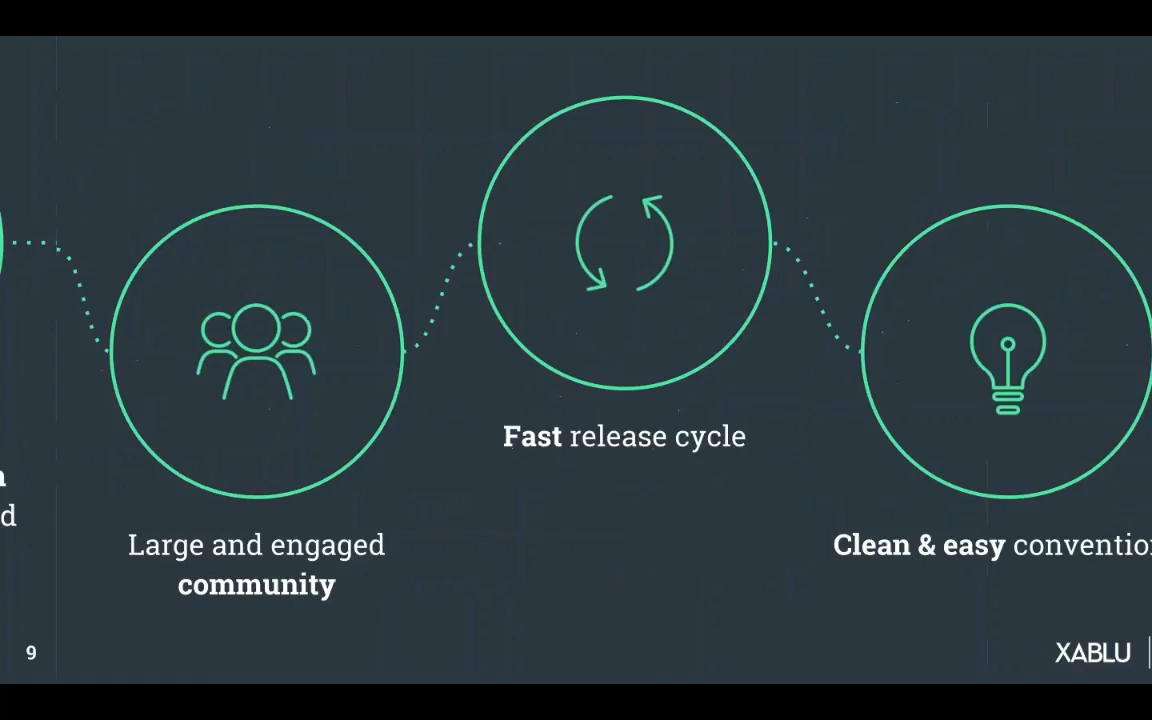 Large and engaged
community
Fast release cycle
Clean & easy
9
XABLU